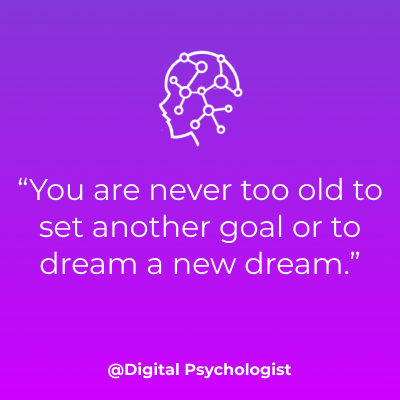 “You are never too old to
set another goal or to
dream a new dream.”
@Digital Psychologist